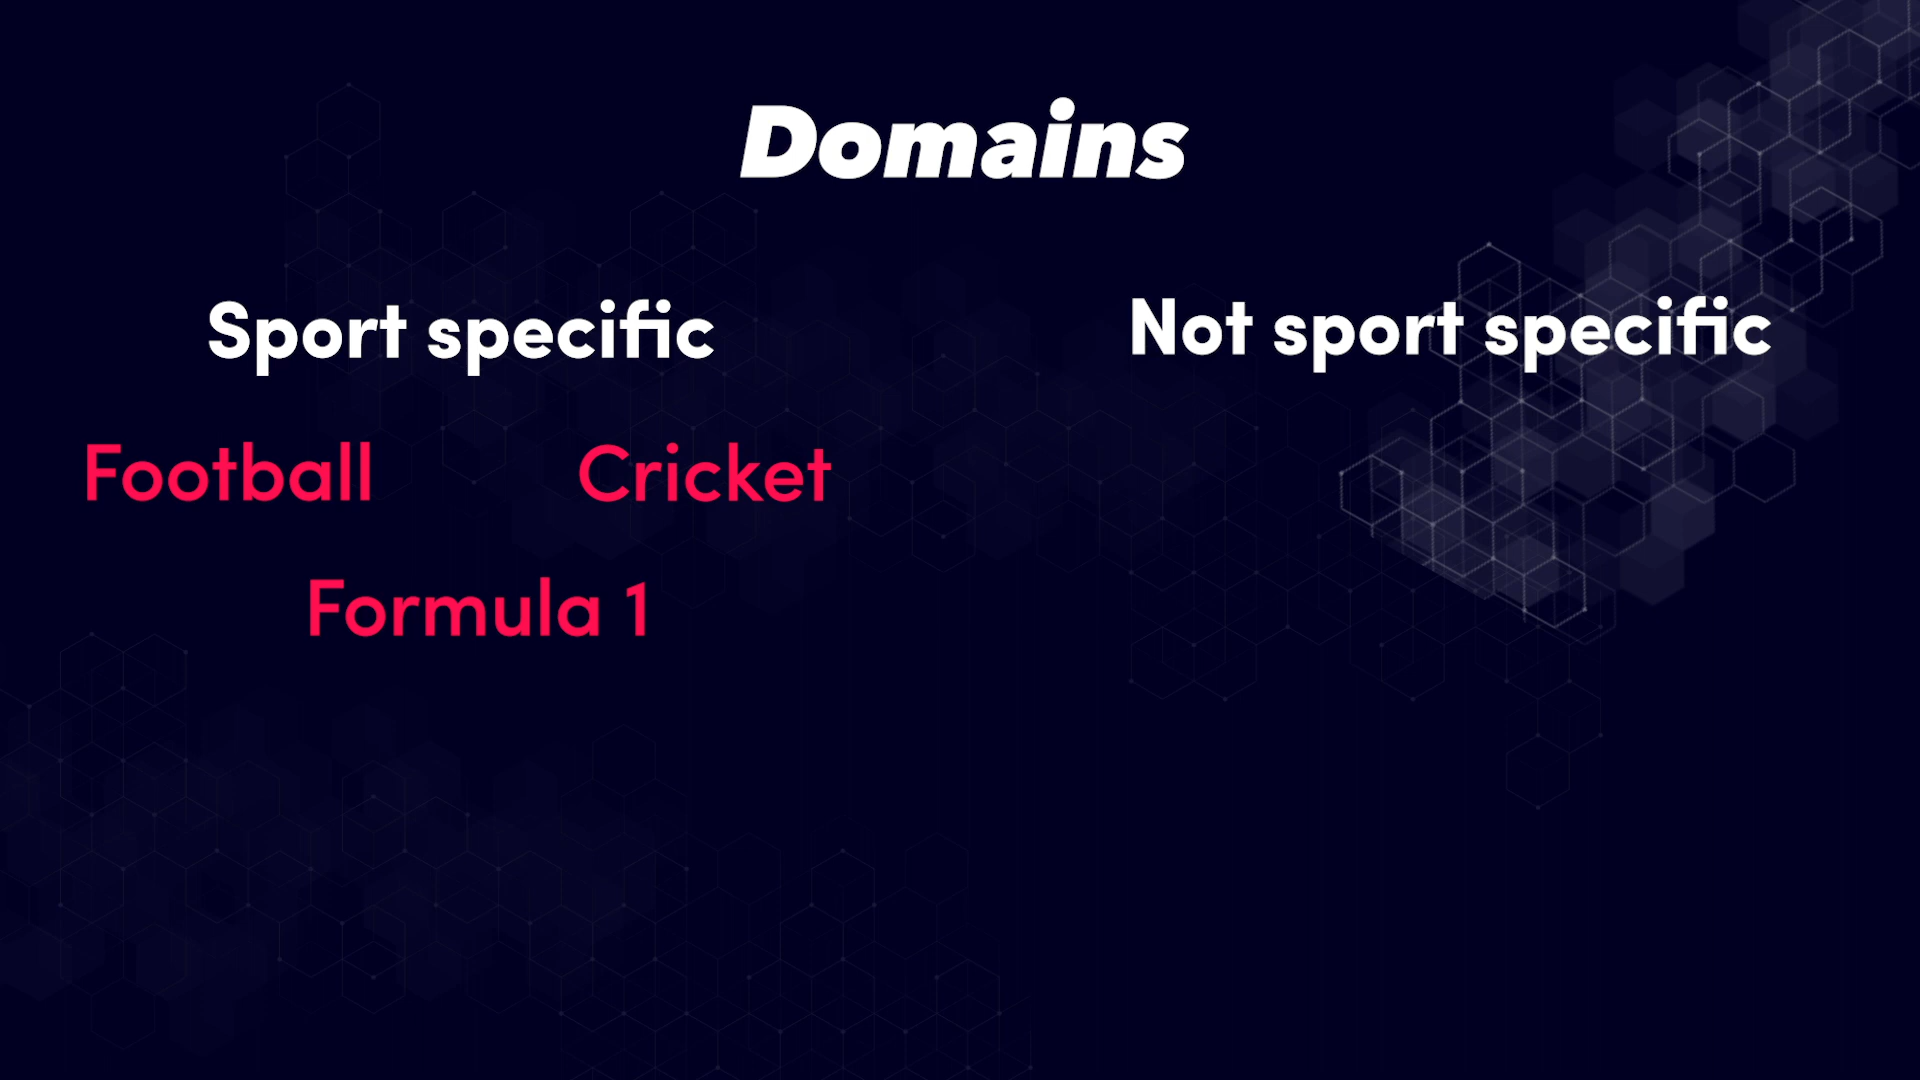 Domains
Sport specific
Not sport specific
Football
Cricket
Formula 1